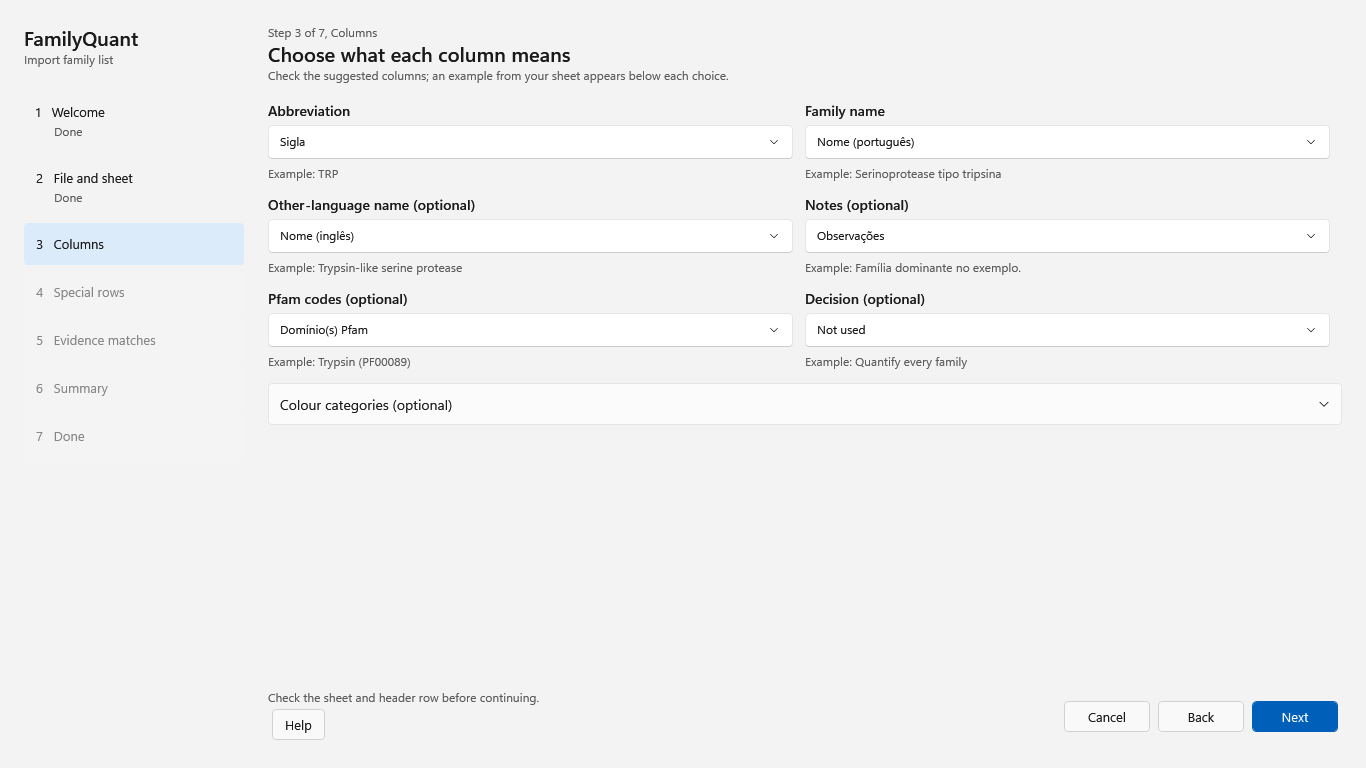 FamilyQuant
Import family list
1 Welcome
Done
2 File and sheet
Done
3 Columns
4 Special rows
5 Evidence matches
6 Summary
7 Done
Step 3 of 7, Columns
Choose what each column means
Check the suggested columns; an example from your sheet appears below each choice.
Abbreviation
Sigla
Example: TRP
Family name
Nome (português)
Example: Serinoprotease tipo tripsina
Other-language name (optional)
Nome (inglês)
Example: Trypsin-like serine protease
Notes (optional)
Observações
Example: Família dominante no exemplo.
Pfam codes (optional)
Domínio(s) Pfam
Example: Trypsin (PF00089)
Decision (optional)
Not used
Example: Quantify every family
Colour categories (optional)
Check the sheet and header row before continuing.
Help
Cancel
Back
Next